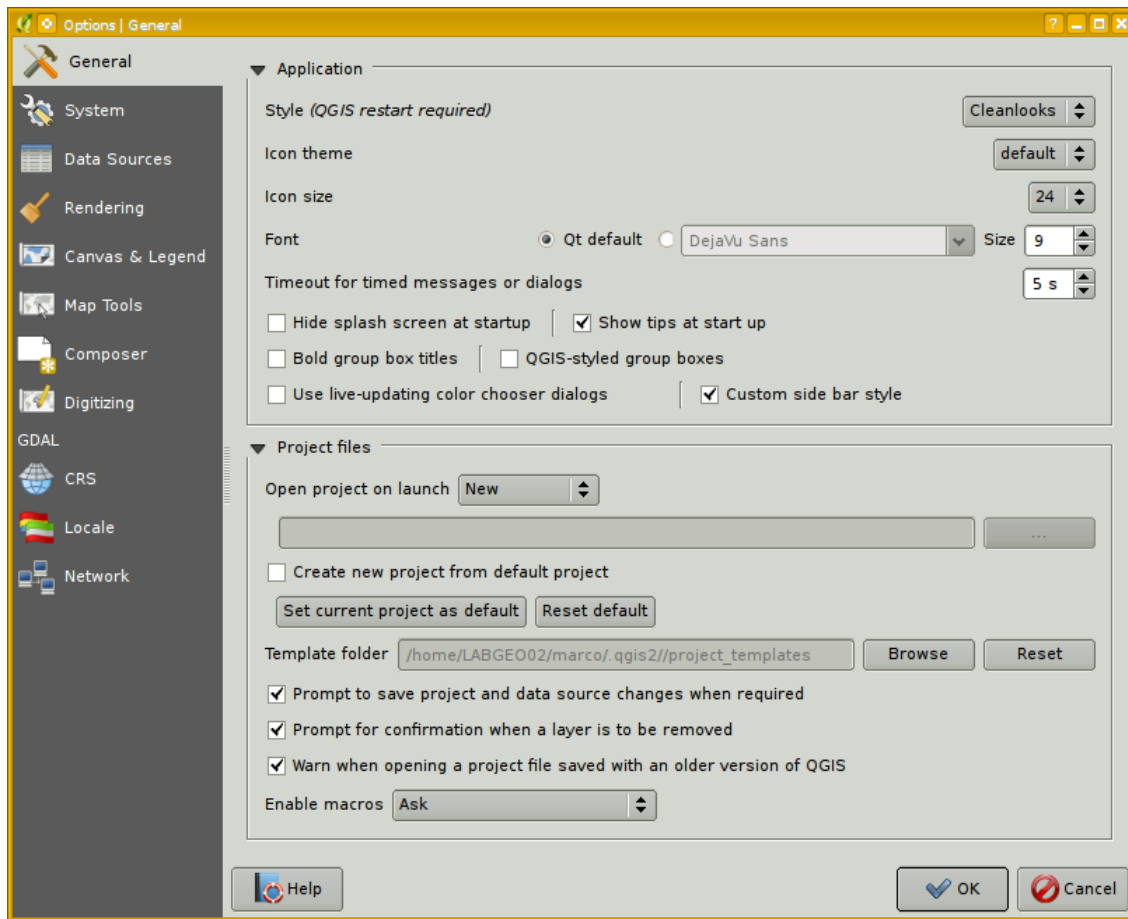 Options | General
General
System
Data Sources
Rendering
Canvas & Legend
Map Tools
Composer
Digitizing
GDAL
CRS
Locale
Network
Application
Style (QGIS restart required) Cleanlooks
Icon theme default
Icon size 24
Font Qt default DejaVu Sans Size 9
Timeout for timed messages or dialogs 5 s
Hide splash screen at startup Show tips at start up
Bold group box titles QGIS-styled group boxes
Use live-updating color chooser dialogs Custom side bar style
Project files
Open project on launch New
...
Create new project from default project
Set current project as default Reset default
Template folder /home/LABGEO02/marco/.qgis2//project_templates Browse Reset
Prompt to save project and data source changes when required
Prompt for confirmation when a layer is to be removed
Warn when opening a project file saved with an older version of QGIS
Enable macros Ask
Help OK Cancel